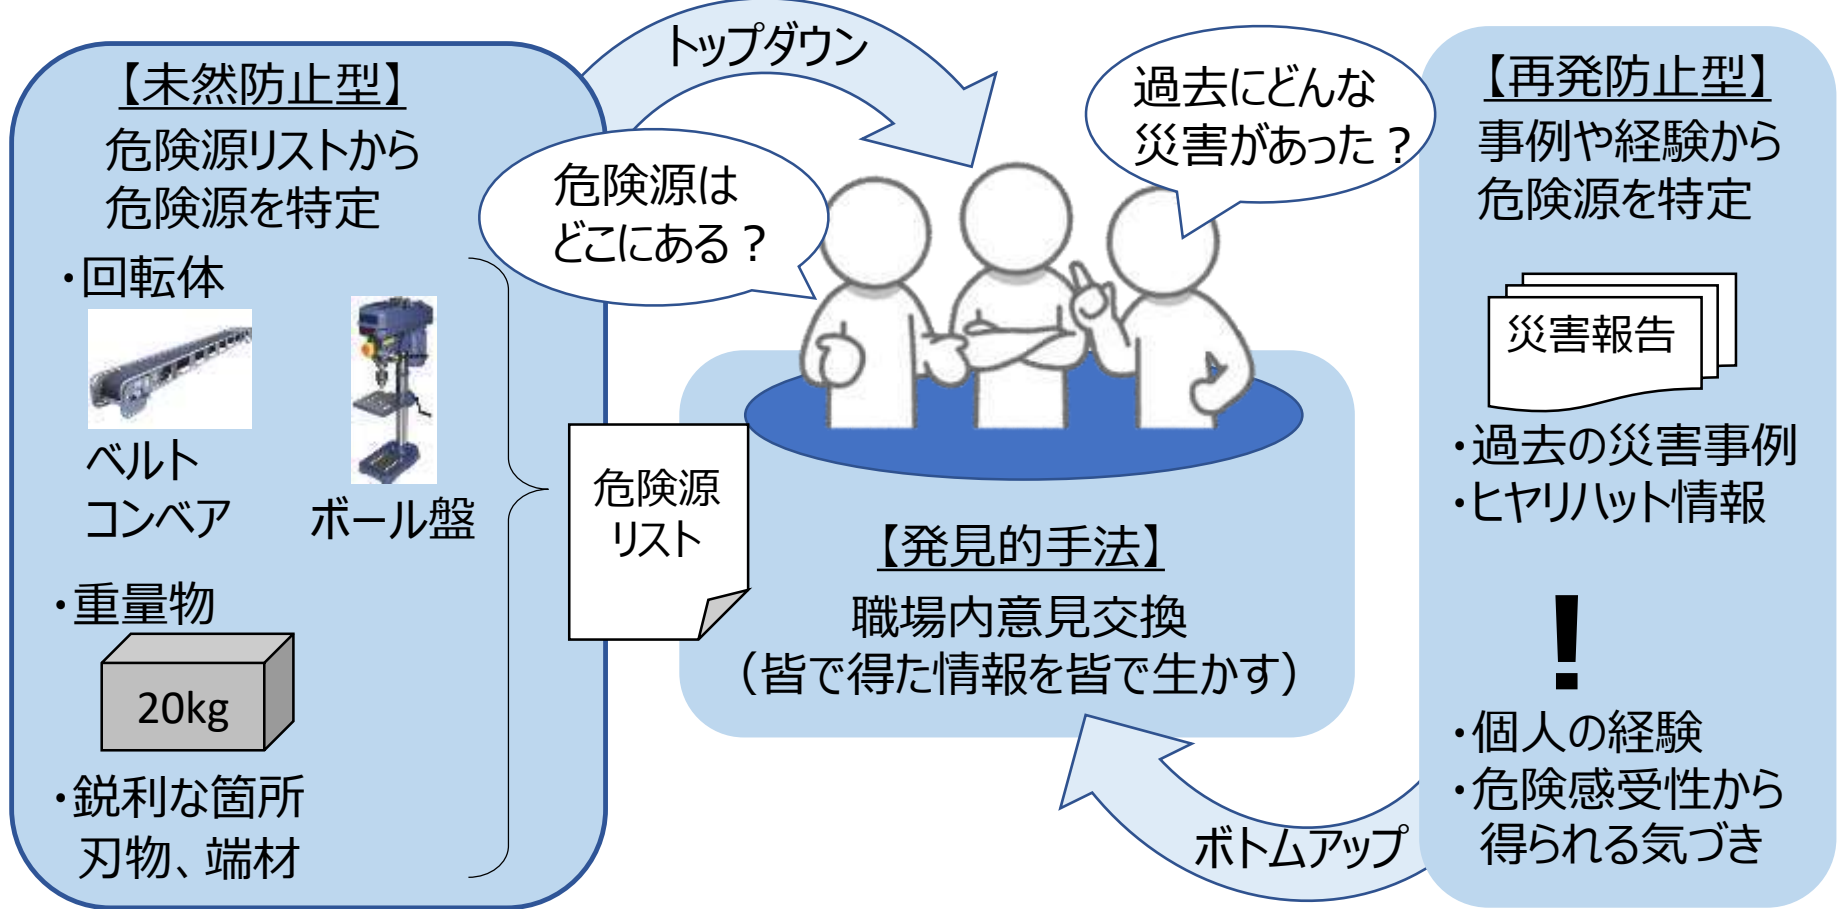 トップダウン
【未然防止型】
危険源リストから
危険源を特定
・回転体
ベルト
コンベア
ボール盤
・重量物
20kg
・鋭利な箇所
刃物、端材
危険源
リスト
危険源は
どこにある？
過去にどんな
災害があった？
【発見的手法】
職場内意見交換
（皆で得た情報を皆で生かす）
【再発防止型】
事例や経験から
危険源を特定
災害報告
・過去の災害事例
・ヒヤリハット情報
！
・個人の経験
・危険感受性から
得られる気づき
ボトムアップ